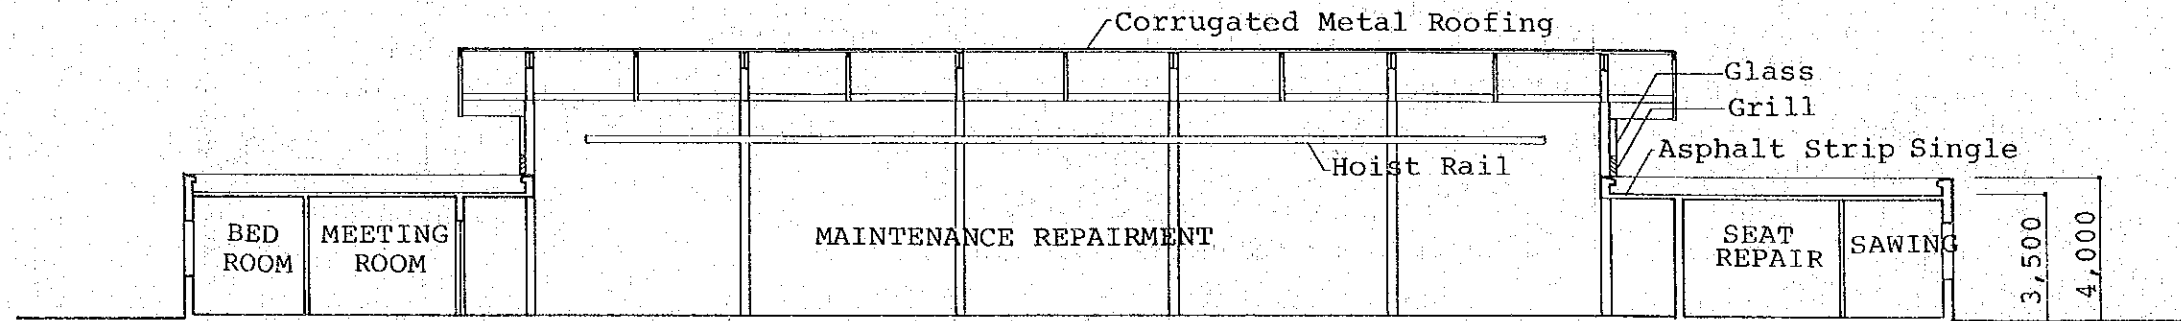 Corrugated Metal Roofing
Glass
Grill
Asphalt Strip Single
Hoist Rail
BED
ROOM
MEETING
ROOM
MAINTENANCE REPAIRMENT
SEAT
REPAIR
SAWING
3,500
4,000